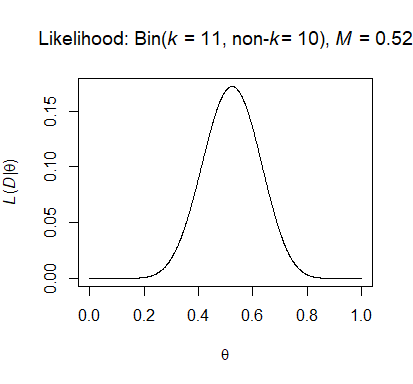 Likelihood: Bin(k = 11, non-k= 10), M = 0.52
L(D|θ)
0.15
0.10
0.05
0.00
0.0 0.2 0.4 0.6 0.8 1.0
θ